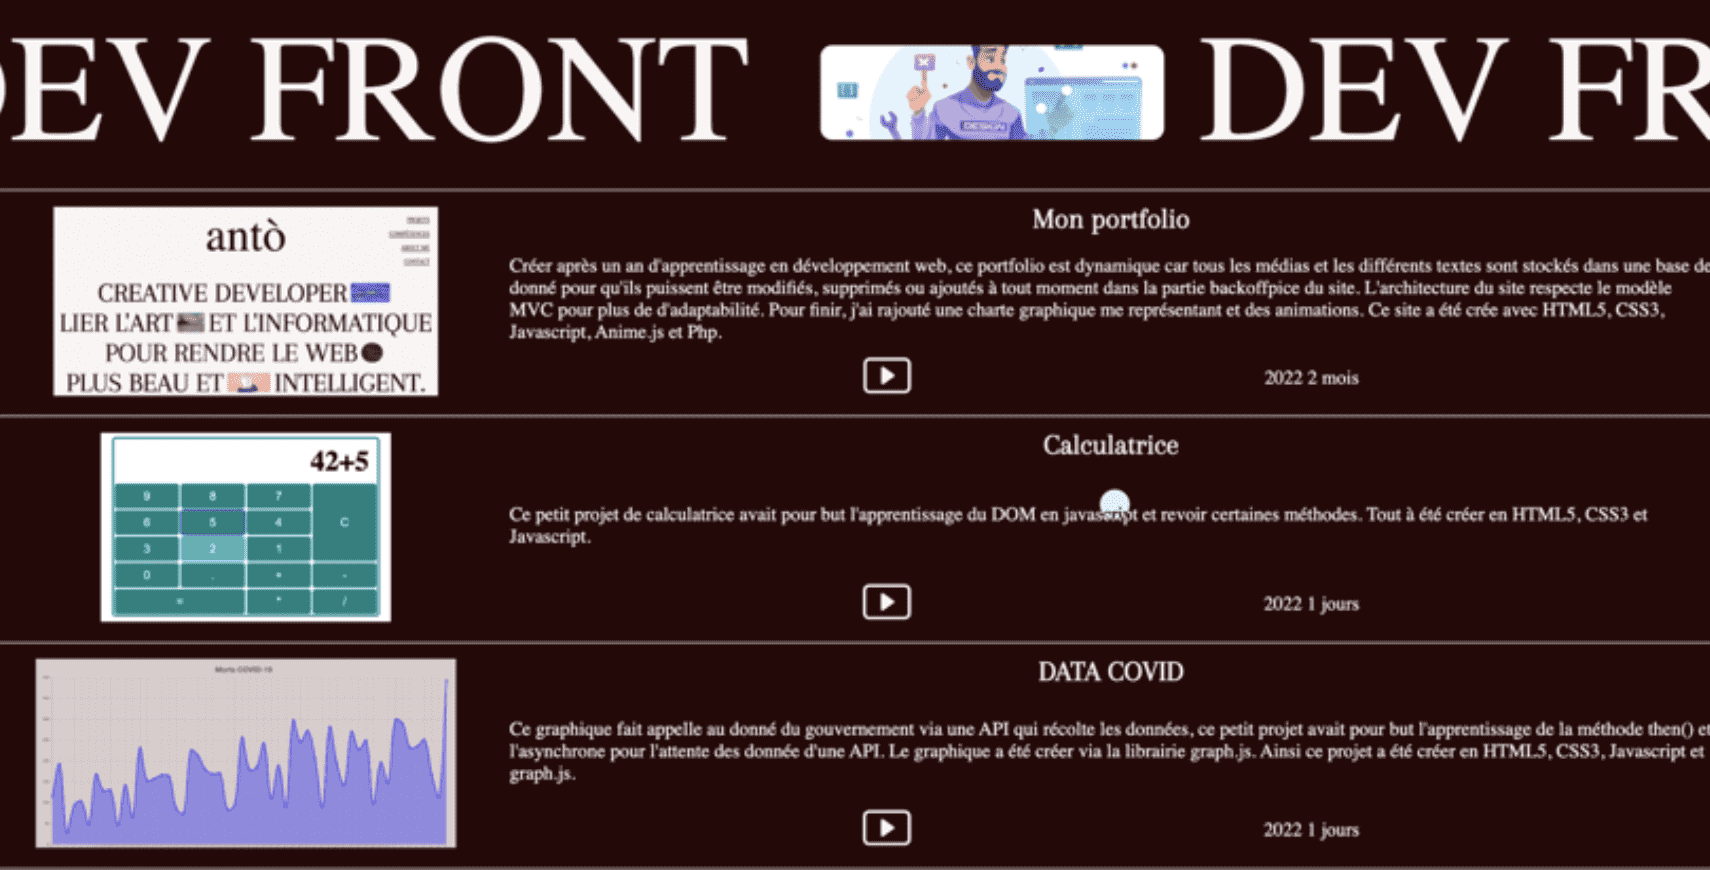 DEV FRONT DEV FR
DESIGN
antò
PROJETS
COMPÉTENCES
ABOUT ME
CONTACT
CREATIVE DEVELOPER
LIER L'ART ET L'INFORMATIQUE
POUR RENDRE LE WEB
PLUS BEAU ET INTELLIGENT.
Mon portfolio
Créer après un an d'apprentissage en développement web, ce portfolio est dynamique car tous les médias et les différents textes sont stockés dans une base de
donné pour qu'ils puissent être modifiés, supprimés ou ajoutés à tout moment dans la partie backoffpice du site. L'architecture du site respecte le modèle
MVC pour plus de d'adaptabilité. Pour finir, j'ai rajouté une charte graphique me représentant et des animations. Ce site a été crée avec HTML5, CSS3,
Javascript, Anime.js et Php.
2022 2 mois
42+5
9 8 7
6 5 4 C
3 2 1
0 . + -
= * /
Calculatrice
Ce petit projet de calculatrice avait pour but l'apprentissage du DOM en javascript et revoir certaines méthodes. Tout à été créer en HTML5, CSS3 et
Javascript.
2022 1 jours
Morts COVID-19
DATA COVID
Ce graphique fait appelle au donné du gouvernement via une API qui récolte les données, ce petit projet avait pour but l'apprentissage de la méthode then() et
l'asynchrone pour l'attente des donnée d'une API. Le graphique a été créer via la librairie graph.js. Ainsi ce projet a été créer en HTML5, CSS3, Javascript et
graph.js.
2022 1 jours